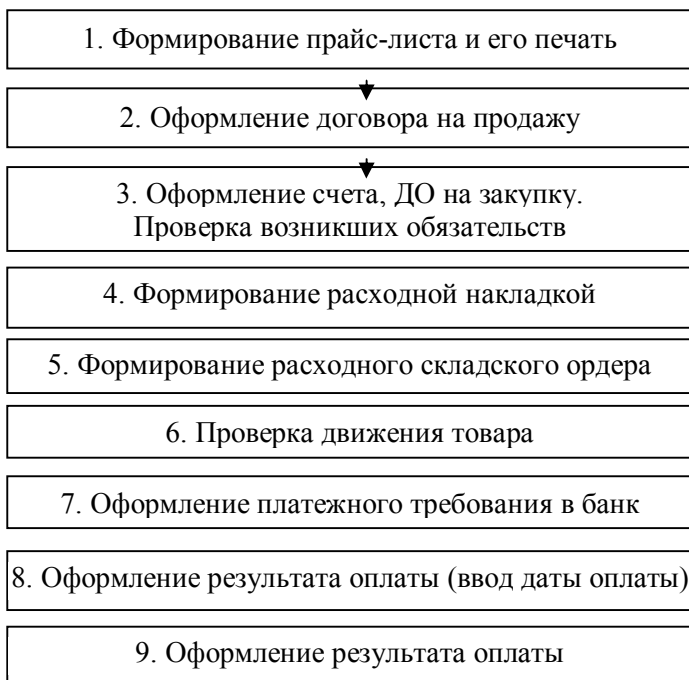 1. Формирование прайс-листа и его печать
2. Оформление договора на продажу
3. Оформление счета, ДО на закупку.
Проверка возникших обязательств
4. Формирование расходной накладкой
5. Формирование расходного складского ордера
6. Проверка движения товара
7. Оформление платежного требования в банк
8. Оформление результата оплаты (ввод даты оплаты)
9. Оформление результата оплаты